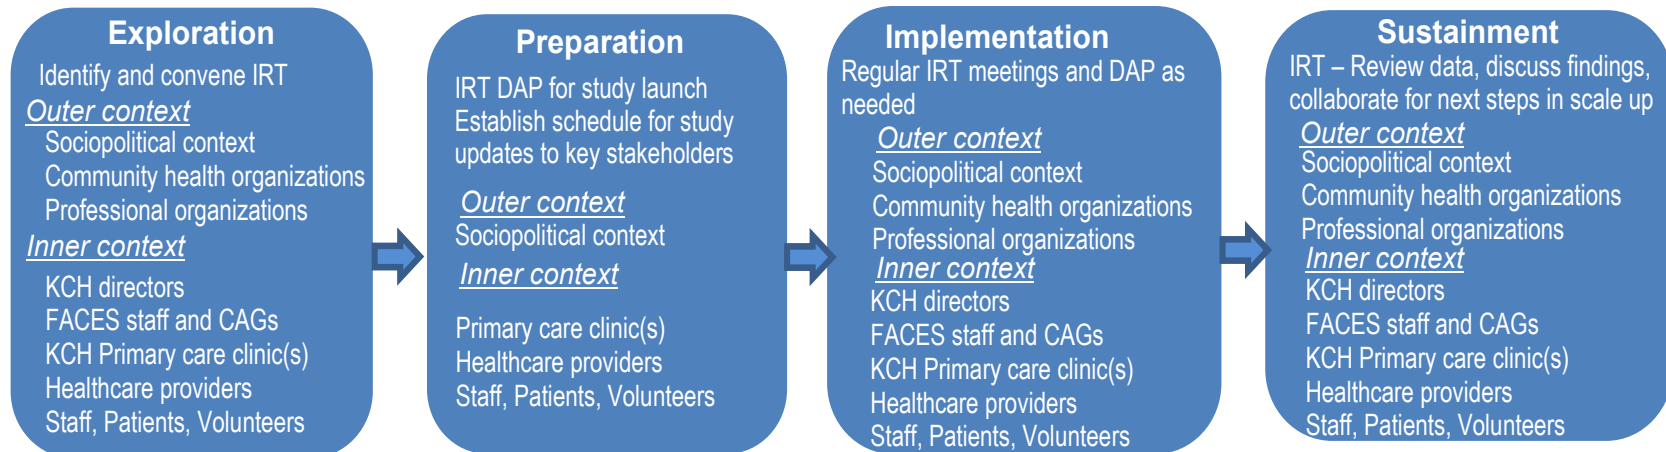 Exploration
Identify and convene IRT
Outer context
Sociopolitical context
Community health organizations
Professional organizations
Inner context
KCH directors
FACES staff and CAGs
KCH Primary care clinic(s)
Healthcare providers
Staff, Patients, Volunteers
Preparation
IRT DAP for study launch
Establish schedule for study
updates to key stakeholders
Outer context
Sociopolitical context
Inner context
Primary care clinic(s)
Healthcare providers
Staff, Patients, Volunteers
Implementation
Regular IRT meetings and DAP as
needed
Outer context
Sociopolitical context
Community health organizations
Professional organizations
Inner context
KCH directors
FACES staff and CAGs
KCH Primary care clinic(s)
Healthcare providers
Staff, Patients, Volunteers
Sustainment
IRT – Review data, discuss findings,
collaborate for next steps in scale up
Outer context
Sociopolitical context
Community health organizations
Professional organizations
Inner context
KCH directors
FACES staff and CAGs
KCH Primary care clinic(s)
Healthcare providers
Staff, Patients, Volunteers